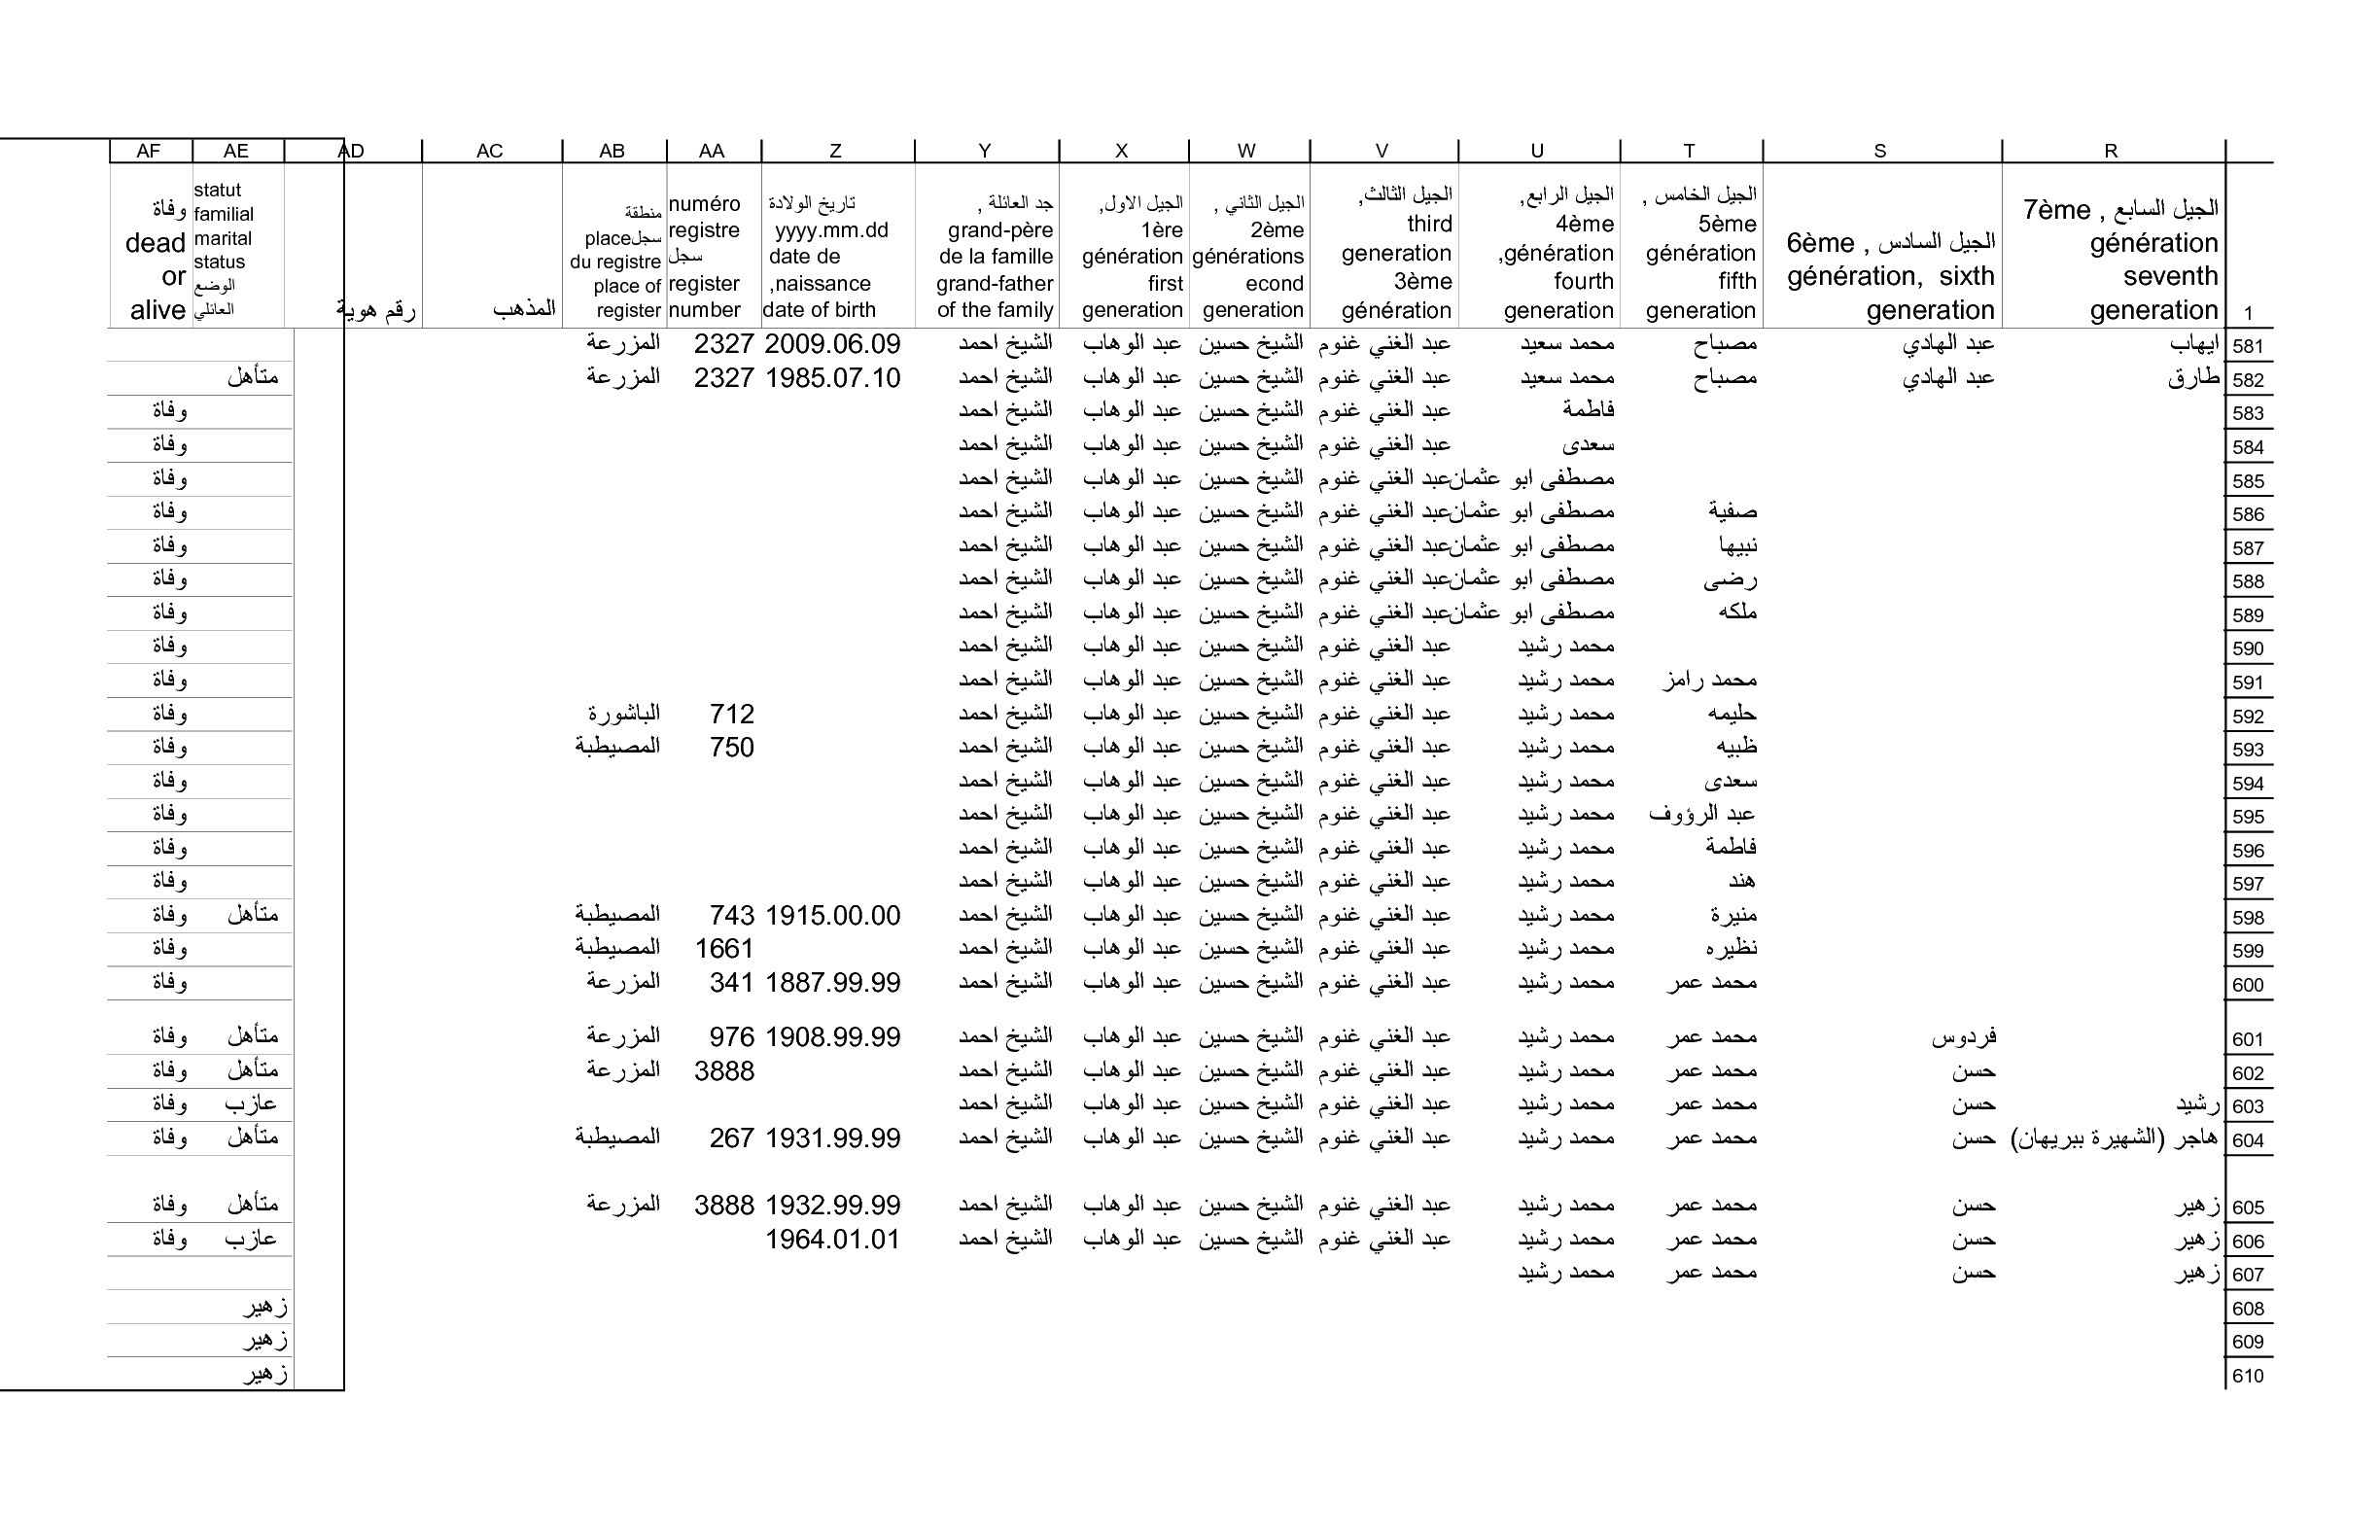 R S T U V W X Y Z AA AB AC AD AE AF
1
الجيل السابع , 7ème
génération
seventh
generation
الجيل السادس , 6ème
génération, sixth
generation
الجيل الخامس ,
5ème
génération
fifth
generation
الجيل الرابع,
4ème
génération,
fourth
generation
الجيل الثالث,
third
generation
3ème
génération
الجيل الثاني ,
2ème
générations
econd
generation
الجيل الاول,
1ère
génération
first
generation
جد العائلة ,
grand-père
de la famille
grand-father
of the family
تاريخ الولادة
yyyy.mm.dd
date de
naissance,
date of birth
numéro
registre
سجل
register
number
منطقة
سجلplace
du registre
place of
register
المذهب
رقم هوية
statut
familial
marital
status
الوضع
العائلي
وفاة
dead
or
alive
581 ايهاب عبد الهادي مصباح محمد سعيد عبد الغني غنوم الشيخ حسين عبد الوهاب الشيخ احمد 2009.06.09 2327 المزرعة
582 طارق عبد الهادي مصباح محمد سعيد عبد الغني غنوم الشيخ حسين عبد الوهاب الشيخ احمد 1985.07.10 2327 المزرعة متأهل
583 فاطمة عبد الغني غنوم الشيخ حسين عبد الوهاب الشيخ احمد وفاة
584 سعدى عبد الغني غنوم الشيخ حسين عبد الوهاب الشيخ احمد وفاة
585 مصطفى ابو عثمان عبد الغني غنوم الشيخ حسين عبد الوهاب الشيخ احمد وفاة
586 صفية مصطفى ابو عثمان عبد الغني غنوم الشيخ حسين عبد الوهاب الشيخ احمد وفاة
587 نبيها مصطفى ابو عثمان عبد الغني غنوم الشيخ حسين عبد الوهاب الشيخ احمد وفاة
588 رضى مصطفى ابو عثمان عبد الغني غنوم الشيخ حسين عبد الوهاب الشيخ احمد وفاة
589 ملكه مصطفى ابو عثمان عبد الغني غنوم الشيخ حسين عبد الوهاب الشيخ احمد وفاة
590 محمد رشيد عبد الغني غنوم الشيخ حسين عبد الوهاب الشيخ احمد وفاة
591 محمد رامز محمد رشيد عبد الغني غنوم الشيخ حسين عبد الوهاب الشيخ احمد وفاة
592 حليمه محمد رشيد عبد الغني غنوم الشيخ حسين عبد الوهاب الشيخ احمد 712 الباشورة وفاة
593 ظبيه محمد رشيد عبد الغني غنوم الشيخ حسين عبد الوهاب الشيخ احمد 750 المصيطبة وفاة
594 سعدى محمد رشيد عبد الغني غنوم الشيخ حسين عبد الوهاب الشيخ احمد وفاة
595 عبد الرؤوف محمد رشيد عبد الغني غنوم الشيخ حسين عبد الوهاب الشيخ احمد وفاة
596 فاطمة محمد رشيد عبد الغني غنوم الشيخ حسين عبد الوهاب الشيخ احمد وفاة
597 هند محمد رشيد عبد الغني غنوم الشيخ حسين عبد الوهاب الشيخ احمد وفاة
598 منيرة محمد رشيد عبد الغني غنوم الشيخ حسين عبد الوهاب الشيخ احمد 1915.00.00 743 المصيطبة متأهل وفاة
599 نظيره محمد رشيد عبد الغني غنوم الشيخ حسين عبد الوهاب الشيخ احمد 1661 المصيطبة وفاة
600 محمد عمر محمد رشيد عبد الغني غنوم الشيخ حسين عبد الوهاب الشيخ احمد 1887.99.99 341 المزرعة وفاة
601 فردوس محمد عمر محمد رشيد عبد الغني غنوم الشيخ حسين عبد الوهاب الشيخ احمد 1908.99.99 976 المزرعة متأهل وفاة
602 حسن محمد عمر محمد رشيد عبد الغني غنوم الشيخ حسين عبد الوهاب الشيخ احمد 3888 المزرعة متأهل وفاة
603 رشيد حسن محمد عمر محمد رشيد عبد الغني غنوم الشيخ حسين عبد الوهاب الشيخ احمد عازب وفاة
604 هاجر (الشهيرة ببريهان) حسن محمد عمر محمد رشيد عبد الغني غنوم الشيخ حسين عبد الوهاب الشيخ احمد 1931.99.99 267 المصيطبة متأهل وفاة
605 زهير حسن محمد عمر محمد رشيد عبد الغني غنوم الشيخ حسين عبد الوهاب الشيخ احمد 1932.99.99 3888 المزرعة متأهل وفاة
606 زهير حسن محمد عمر محمد رشيد عبد الغني غنوم الشيخ حسين عبد الوهاب الشيخ احمد 1964.01.01 عازب وفاة
607 زهير حسن محمد عمر محمد رشيد
608 زهير
609 زهير
610 زهير